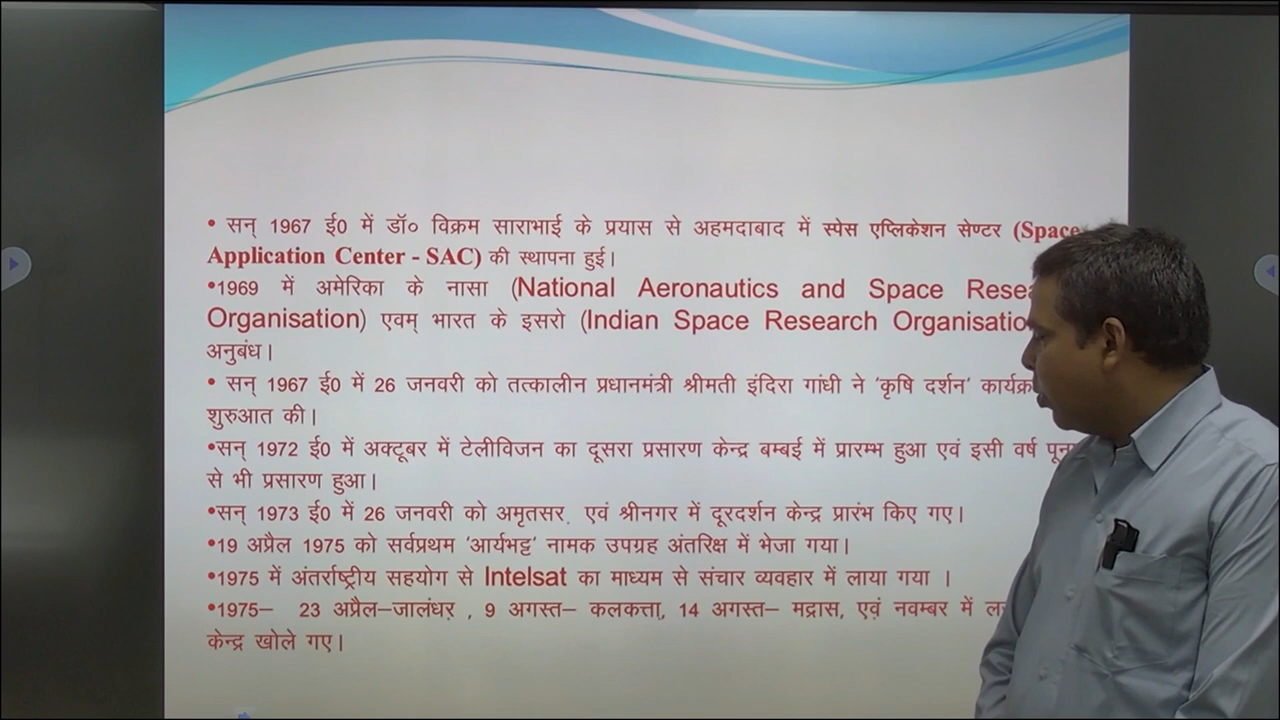 • सन् 1967 ई0 में डॉ० विक्रम साराभाई के प्रयास से अहमदाबाद में स्पेस एप्लिकेशन सेण्टर (Space
Application Center - SAC) की स्थापना हुई।
•1969 में अमेरिका के नासा (National Aeronautics and Space
Organisation) एवम् भारत के इसरो (Indian Space Research
अनुबंध।
• सन् 1967 ई0 में 26 जनवरी को तत्कालीन प्रधानमंत्री श्रीमती इंदिरा गांधी ने 'कृषि दर्शन'
शुरुआत की।
•सन् 1972 ई0 में अक्टूबर में टेलीविजन का दूसरा प्रसारण केन्द्र बम्बई में प्रारम्भ हुआ एवं इसी वर्ष
से भी प्रसारण हुआ।
•सन् 1973 ई0 में 26 जनवरी को अमृतसर. एवं श्रीनगर में दूरदर्शन केन्द्र प्रारंभ किए गए।
•19 अप्रैल 1975 को सर्वप्रथम 'आर्यभट्ट' नामक उपग्रह अंतरिक्ष में भेजा गया।
•1975 में अंतर्राष्ट्रीय सहयोग से Intelsat का माध्यम से संचार व्यवहार में लाया गया ।
•1975– 23 अप्रैल–जालंधर , 9 अगस्त– कलकत्ता, 14 अगस्त– मद्रास, एवं नवम्बर में
केन्द्र खोले गए।